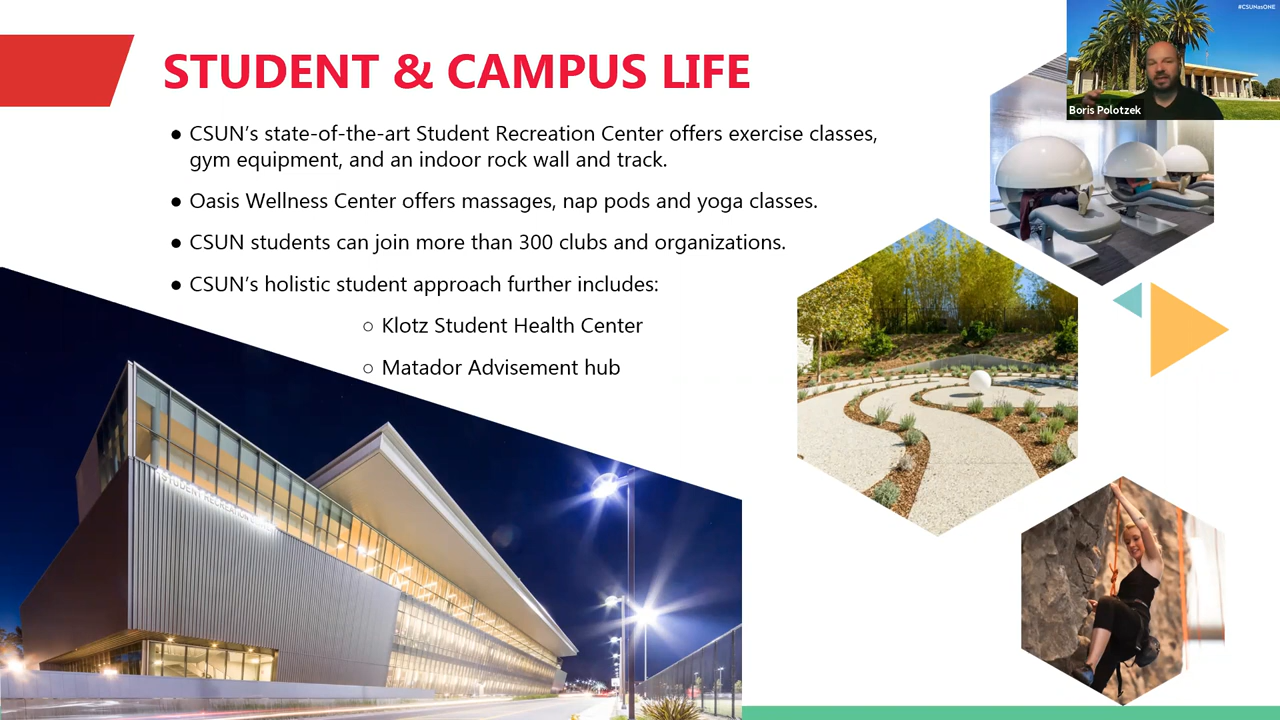 #CSUNasONE
Boris Polotzek
STUDENT & CAMPUS LIFE
● CSUN’s state-of-the-art Student Recreation Center offers exercise classes,
gym equipment, and an indoor rock wall and track.
● Oasis Wellness Center offers massages, nap pods and yoga classes.
● CSUN students can join more than 300 clubs and organizations.
● CSUN’s holistic student approach further includes:
○ Klotz Student Health Center
○ Matador Advisement hub
STUDENT RECREATION CENTER